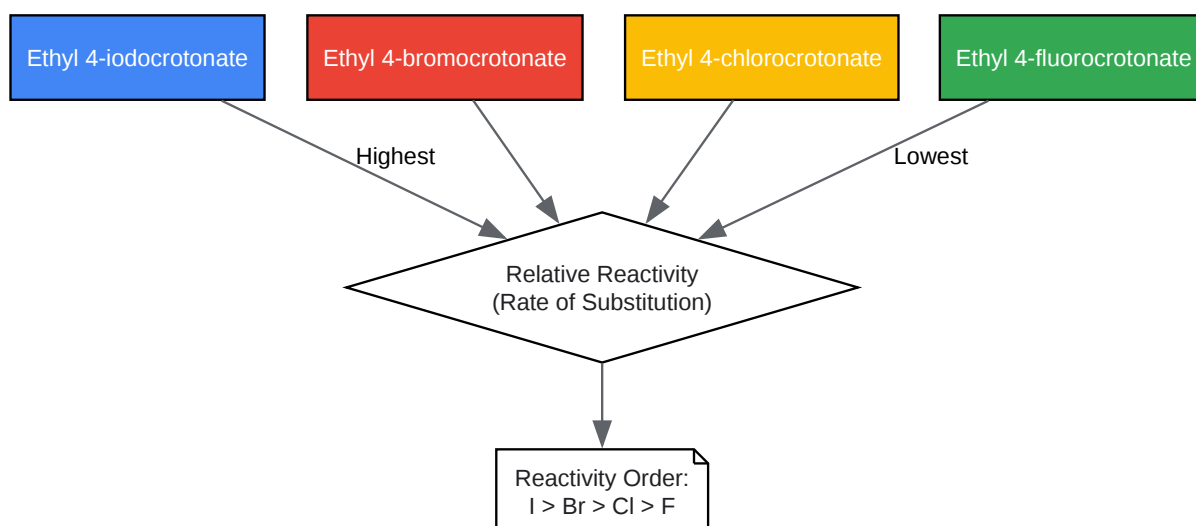 Ethyl 4-iodocrotonate
Ethyl 4-bromocrotonate
Ethyl 4-chlorocrotonate
Ethyl 4-fluorocrotonate
Highest
Lowest
Relative Reactivity
(Rate of Substitution)
Reactivity Order:
I > Br > Cl > F